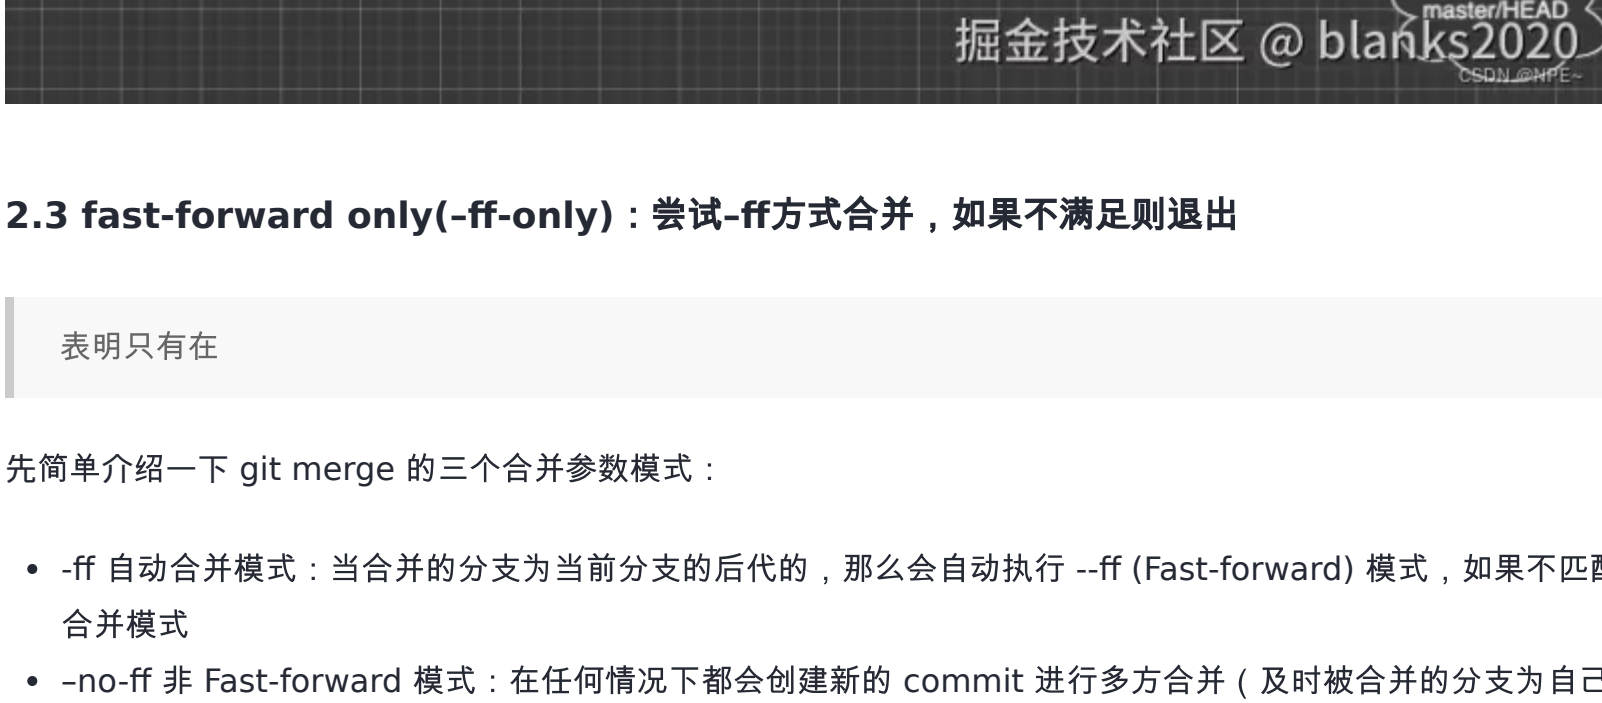 master/HEAD
掘金技术社区 @ blanks2020
CSDN @NPE~
2.3 fast-forward only(–ff-only)：尝试–ff方式合并，如果不满足则退出
表明只有在
先简单介绍一下 git merge 的三个合并参数模式：
-ff 自动合并模式：当合并的分支为当前分支的后代的，那么会自动执行 --ff (Fast-forward) 模式，如果不匹
合并模式
–no-ff 非 Fast-forward 模式：在任何情况下都会创建新的 commit 进行多方合并（及时被合并的分支为自己